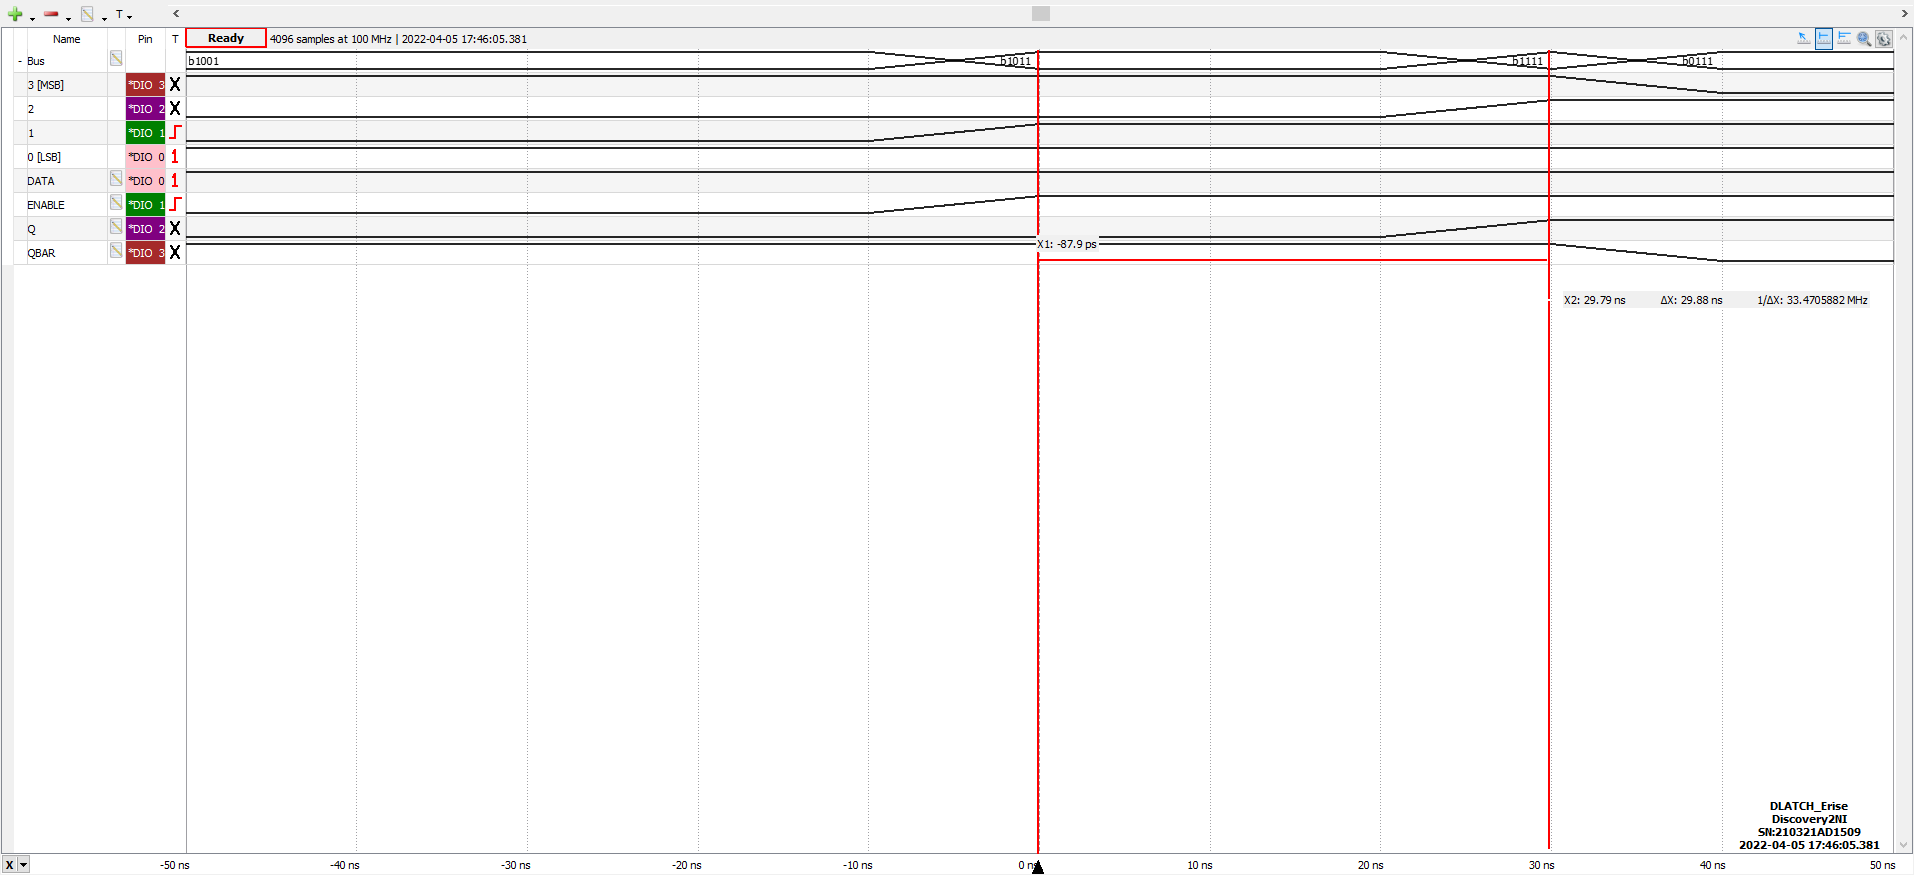 T
Name Pin T Ready 4096 samples at 100 MHz | 2022-04-05 17:46:05.381
- Bus b1001 b1011 b1111 b0111
3 [MSB] *DIO 3 X
2 *DIO 2 X
1 *DIO 1
0 [LSB] *DIO 0 1
DATA *DIO 0 1
ENABLE *DIO 1
Q *DIO 2 X
QBAR *DIO 3 X
X1: -87.9 ps
X2: 29.79 ns ΔX: 29.88 ns 1/ΔX: 33.4705882 MHz
DLATCH_Erise
Discovery2NI
SN:210321AD1509
2022-04-05 17:46:05.381
X -50 ns -40 ns -30 ns -20 ns -10 ns 0 ns 10 ns 20 ns 30 ns 40 ns 50 ns